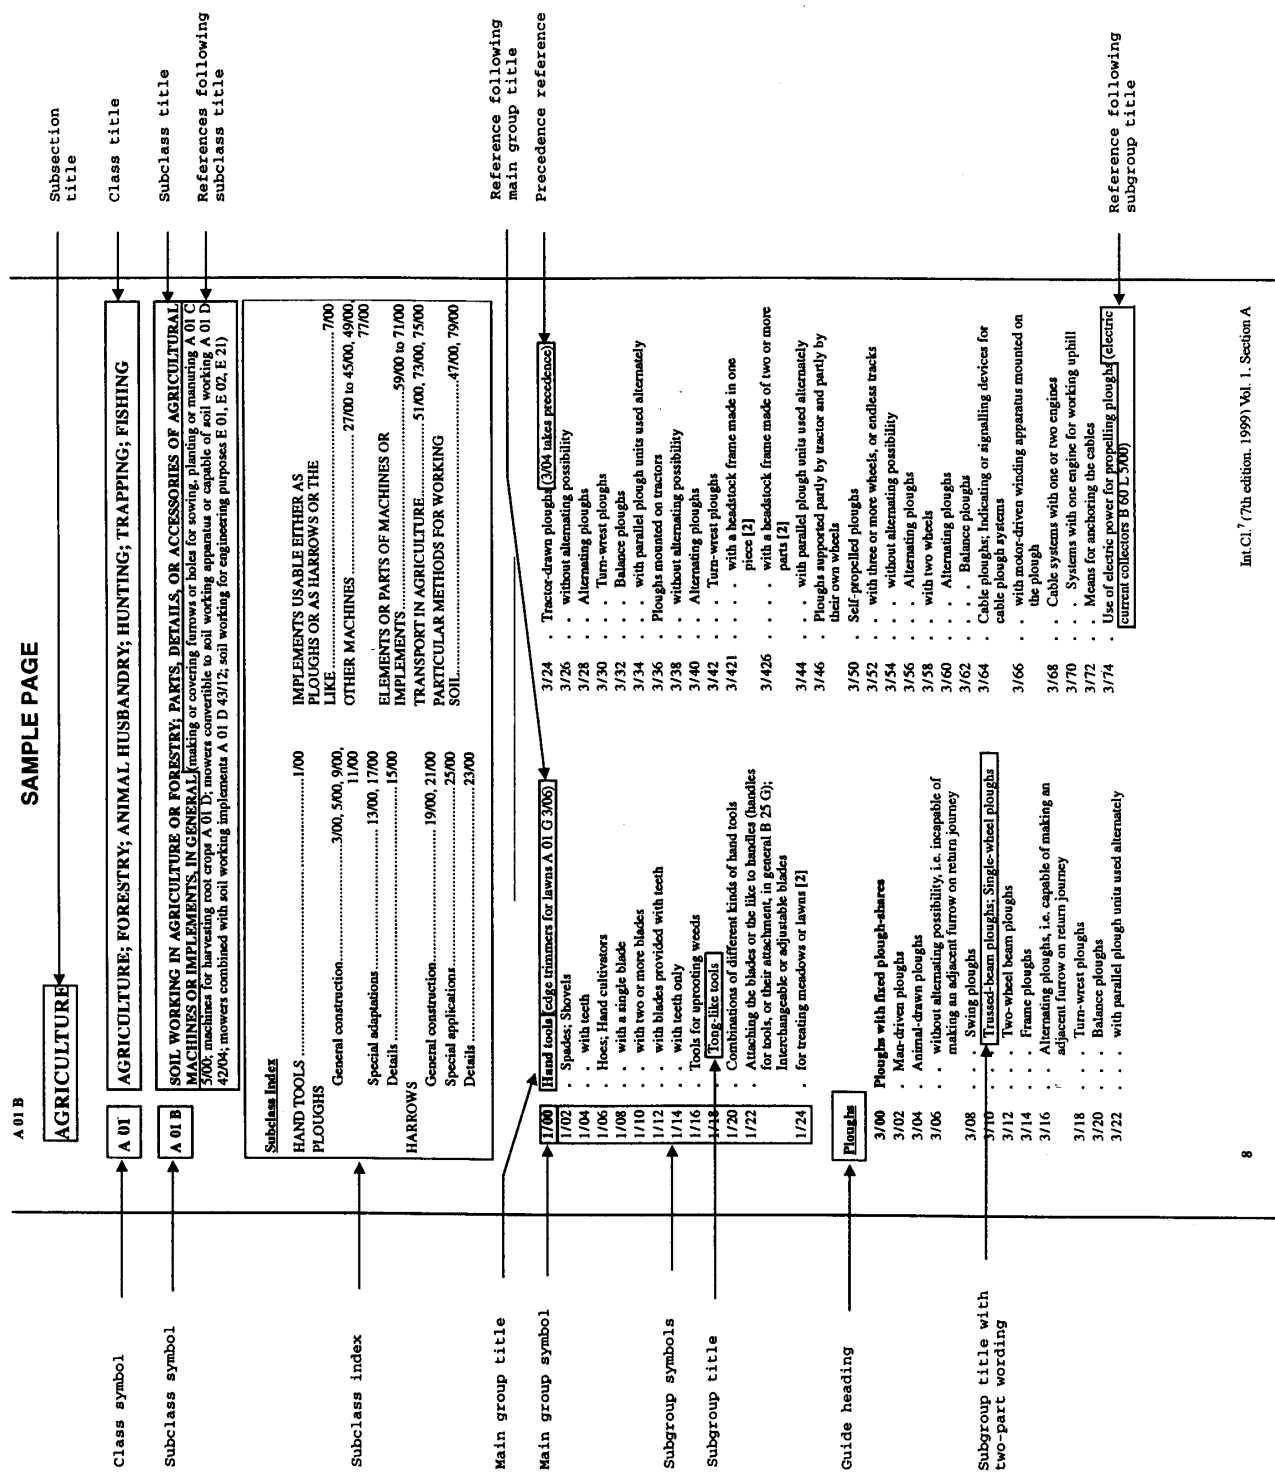 SAMPLE PAGE
A 01 B
AGRICULTURE
Subsection
title
Class symbol
A 01
AGRICULTURE; FORESTRY; ANIMAL HUSBANDRY; HUNTING; TRAPPING; FISHING
Class title
Subclass symbol
A 01 B
SOIL WORKING IN AGRICULTURE OR FORESTRY; PARTS, DETAILS, OR ACCESSORIES OF AGRICULTURAL
MACHINES OR IMPLEMENTS, IN GENERAL (making or covering furrows or holes for sowing, planting or manuring A 01 C
5/00; machines for harvesting root crops A 01 D; mowers convertible to soil working apparatus or capable of soil working A 01 D
42/04; mowers combined with soil working implements A 01 D 43/12; soil working for engineering purposes E 01, E 02, E 21)
Subclass title
References following
subclass title
Subclass index
Subclass Index
HAND TOOLS ............1/00
PLOUGHS
General construction............ 3/00, 5/00, 9/00,
11/00
Special adaptations............ 13/00, 17/00
Details............ 15/00
HARROWS
General construction............ 19/00, 21/00
Special applications............ 25/00
Details............ 23/00
IMPLEMENTS USABLE EITHER AS
PLOUGHS OR AS HARROWS OR THE
LIKE ............7/00
OTHER MACHINES ............ 27/00 to 45/00, 49/00,
77/00
ELEMENTS OR PARTS OF MACHINES OR
IMPLEMENTS............59/00 to 71/00
TRANSPORT IN AGRICULTURE............51/00, 73/00, 75/00
PARTICULAR METHODS FOR WORKING
SOIL............47/00, 79/00
Main group title
Main group symbol
Subgroup symbols
Subgroup title
Guide heading
Subgroup title with
two-part wording
1/00 Hand tools (edge trimmers for lawns A 01 G 3/06)
1/02 . Spades; Shovels
1/04 . . with teeth
1/06 . Hoes; Hand cultivators
1/08 . . with a single blade
1/10 . . with two or more blades
1/12 . . with blades provided with teeth
1/14 . . with teeth only
1/16 . Tools for uprooting weeds
1/18 . . Tong-like tools
1/20 . Combinations of different kinds of hand tools
1/22 . Attaching the blades or the like to handles (handles
for tools, or their attachment, in general B 25 G);
Interchangeable or adjustable blades
1/24 . for treating meadows or lawns [2]
Ploughs
3/00 Ploughs with fixed plough-shares
3/02 . Man-driven ploughs
3/04 . Animal-drawn ploughs
3/06 . . without alternating possibility, i.e. incapable of
making an adjacent furrow on return journey
3/08 . . . Swing ploughs
3/10 . . . Trussed-beam ploughs; Single-wheel ploughs
3/12 . . . Two-wheel beam ploughs
3/14 . . . Frame ploughs
3/16 . . Alternating ploughs, i.e. capable of making an
adjacent furrow on return journey
3/18 . . . Turn-wrest ploughs
3/20 . . . Balance ploughs
3/22 . . . with parallel plough units used alternately
3/24 . Tractor-drawn ploughs (3/04 takes precedence)
3/26 . . without alternating possibility
3/28 . . Alternating ploughs
3/30 . . . Turn-wrest ploughs
3/32 . . . Balance ploughs
3/34 . . . with parallel plough units used alternately
3/36 . Ploughs mounted on tractors
3/38 . . without alternating possibility
3/40 . . Alternating ploughs
3/42 . . . Turn-wrest ploughs
3/421 . . . . with a headstock frame made in one
piece [2]
3/426 . . . . with a headstock frame made of two or more
parts [2]
3/44 . . . with parallel plough units used alternately
3/46 . Ploughs supported partly by tractor and partly by
their own wheels
3/50 . Self-propelled ploughs
3/52 . . with three or more wheels, or endless tracks
3/54 . . . without alternating possibility
3/56 . . . Alternating ploughs
3/58 . . with two wheels
3/60 . . . Alternating ploughs
3/62 . . . . Balance ploughs
3/64 . Cable ploughs; Indicating or signalling devices for
cable plough systems
3/66 . . with motor-driven winding apparatus mounted on
the plough
3/68 . . Cable systems with one or two engines
3/70 . . . Systems with one engine for working uphill
3/72 . . Means for anchoring the cables
3/74 . Use of electric power for propelling ploughs (electric
current collectors B 60 L 5/00)
Reference following
main group title
Precedence reference
Reference following
subgroup title
8
Int Cl.7 (7th edition. 1999) Vol. 1. Section A